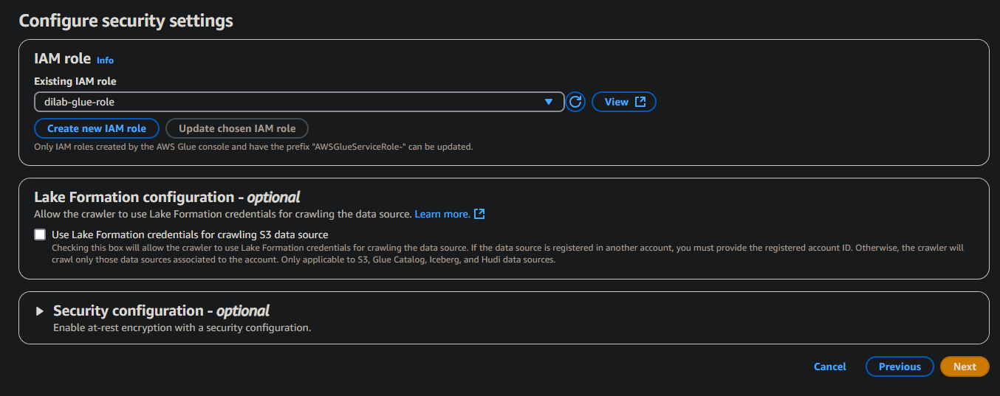 Configure security settings
IAM role Info
Existing IAM role
dilab-glue-role
View
Create new IAM role
Update chosen IAM role
Only IAM roles created by the AWS Glue console and have the prefix "AWSGlueServiceRole-" can be updated.
Lake Formation configuration - optional
Allow the crawler to use Lake Formation credentials for crawling the data source. Learn more.
Use Lake Formation credentials for crawling S3 data source
Checking this box will allow the crawler to use Lake Formation credentials for crawling the data source. If the data source is registered in another account, you must provide the registered account ID. Otherwise, the crawler will
crawl only those data sources associated to the account. Only applicable to S3, Glue Catalog, Iceberg, and Hudi data sources.
Security configuration - optional
Enable at-rest encryption with a security configuration.
Cancel
Previous
Next